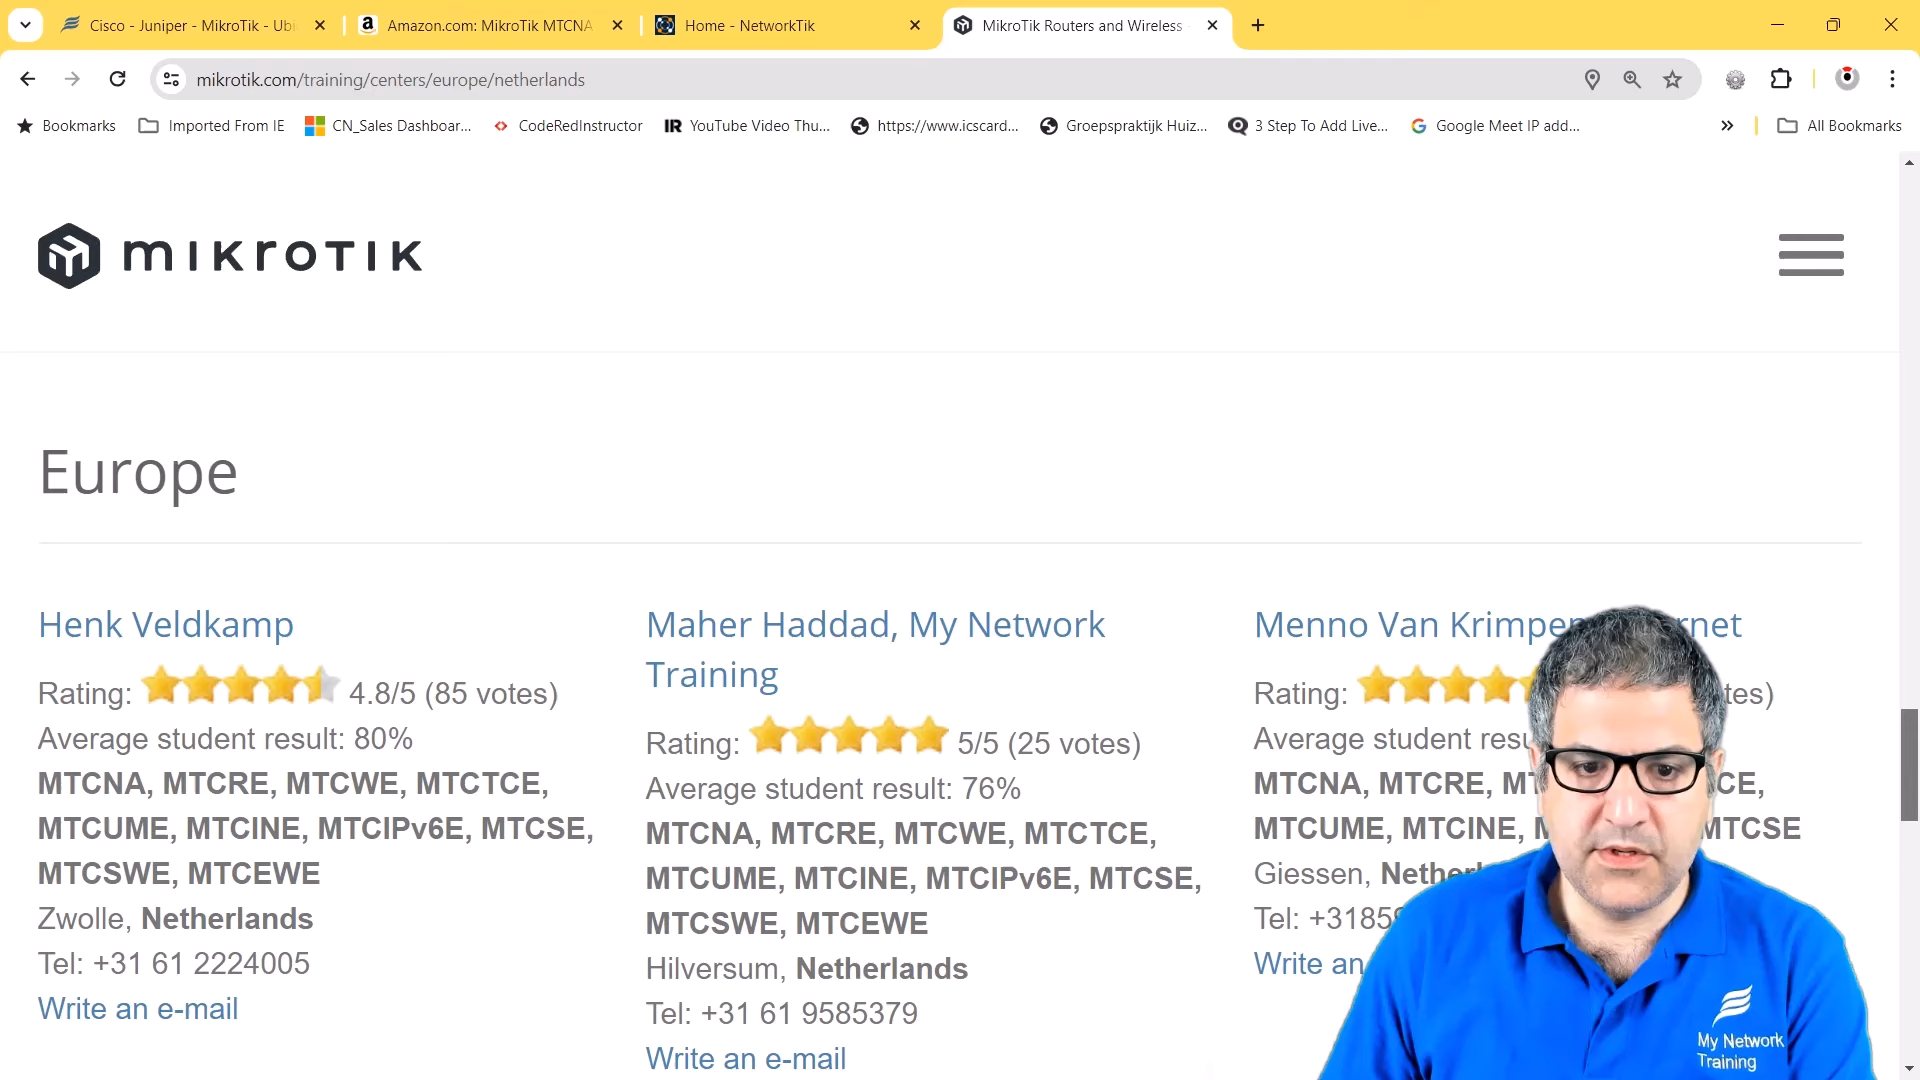 Cisco - Juniper - MikroTik - Ubi
Amazon.com: MikroTik MTCNA
Home - NetworkTik
MikroTik Routers and Wireless -
mikrotik.com/training/centers/europe/netherlands
Bookmarks
Imported From IE
CN_Sales Dashboar...
CodeRedInstructor
IR YouTube Video Thu...
https://www.icscard...
Groepspraktijk Huiz...
3 Step To Add Live...
Google Meet IP add...
All Bookmarks
mikrotik
Europe
Henk Veldkamp
Rating: 4.8/5 (85 votes)
Average student result: 80%
MTCNA, MTCRE, MTCWE, MTCTCE,
MTCUME, MTCINE, MTCIPv6E, MTCSE,
MTCSWE, MTCEWE
Zwolle, Netherlands
Tel: +31 61 2224005
Write an e-mail
Maher Haddad, My Network
Training
Rating: 5/5 (25 votes)
Average student result: 76%
MTCNA, MTCRE, MTCWE, MTCTCE,
MTCUME, MTCINE, MTCIPv6E, MTCSE,
MTCSWE, MTCEWE
Hilversum, Netherlands
Tel: +31 61 9585379
Write an e-mail
Menno Van Krimpen
Rating:
Average student
MTCNA, MTCRE,
MTCUME, MTCINE, MTCSE
Giessen,
Tel: +3185
Write an
My Network
Training